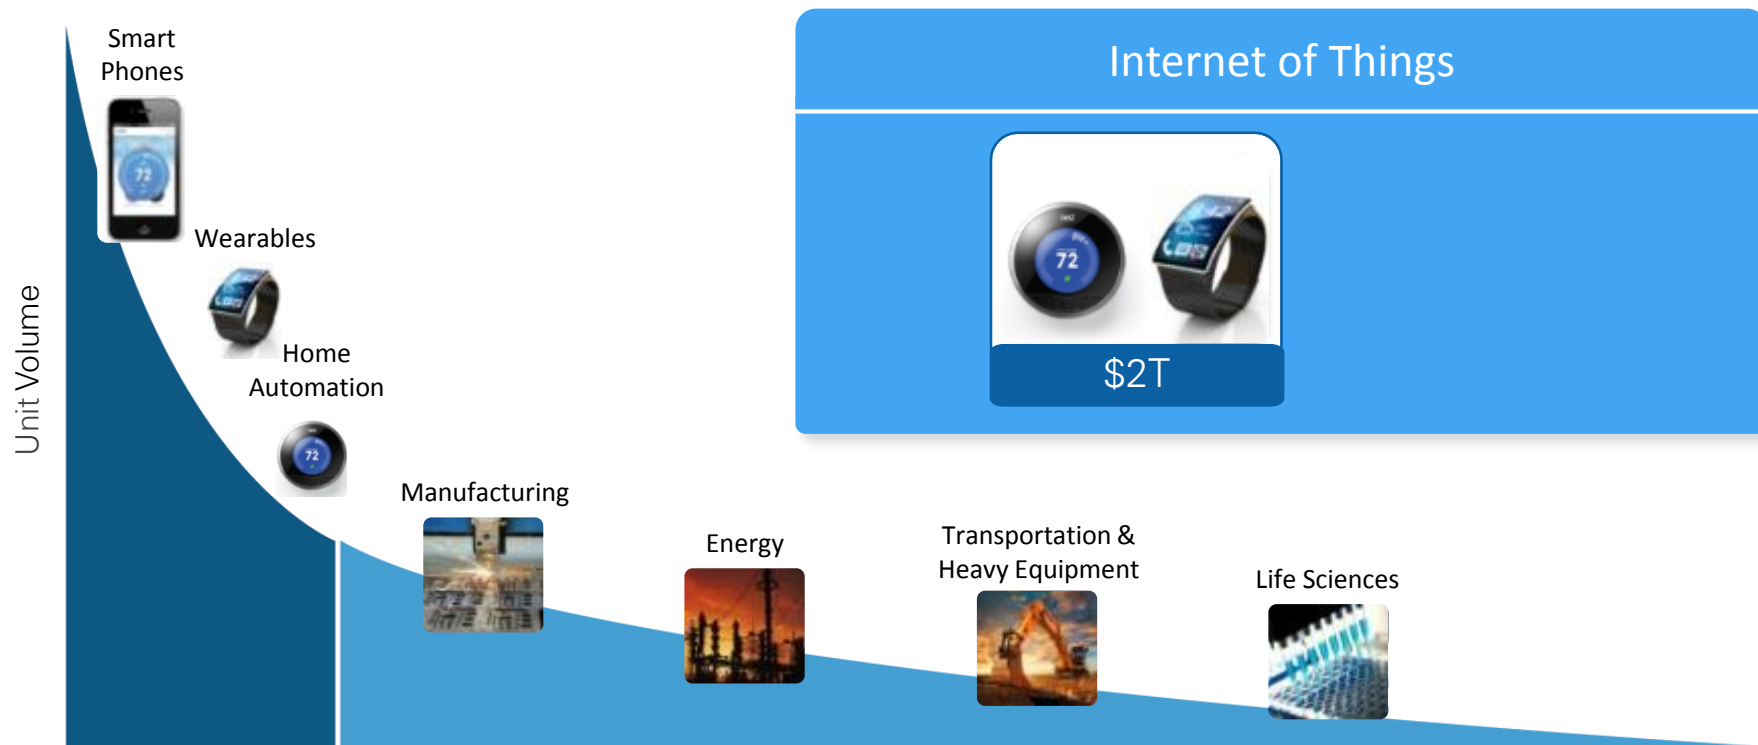 Smart
Phones
Internet of Things
72
Wearables
72
Unit Volume
Home
Automation
$2T
72
Manufacturing
Energy
Transportation &
Heavy Equipment
Life Sciences